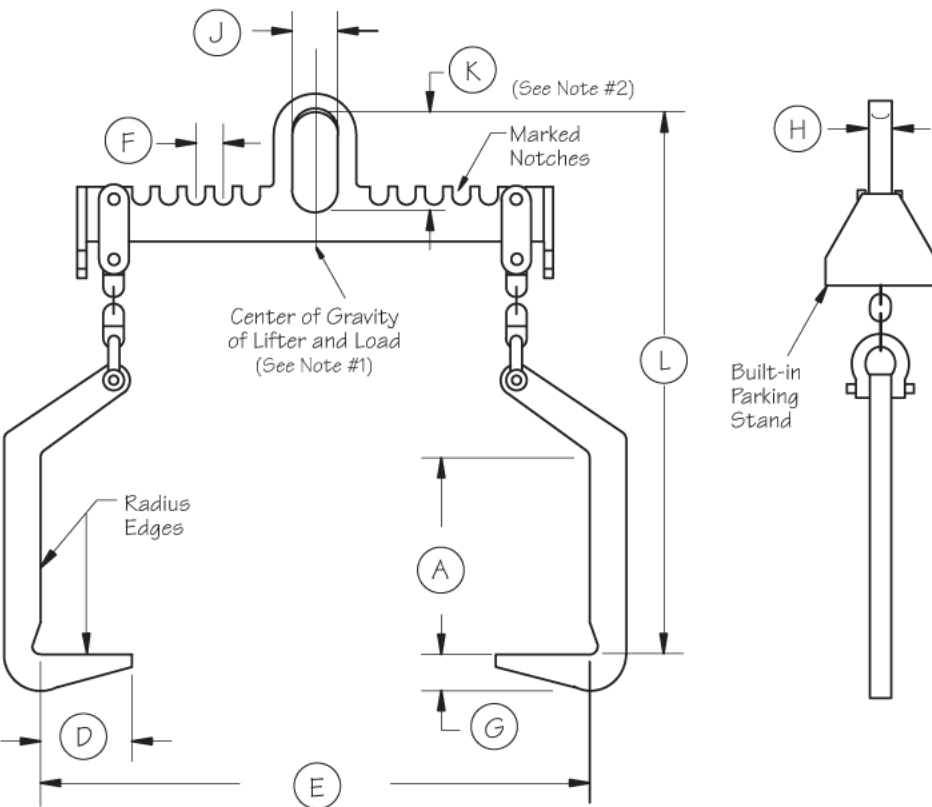 J
K
(See Note #2)
F
H
Marked
Notches
Center of Gravity
of Lifter and Load
(See Note #1)
L
Built-in
Parking
Stand
Radius
Edges
A
G
D
E